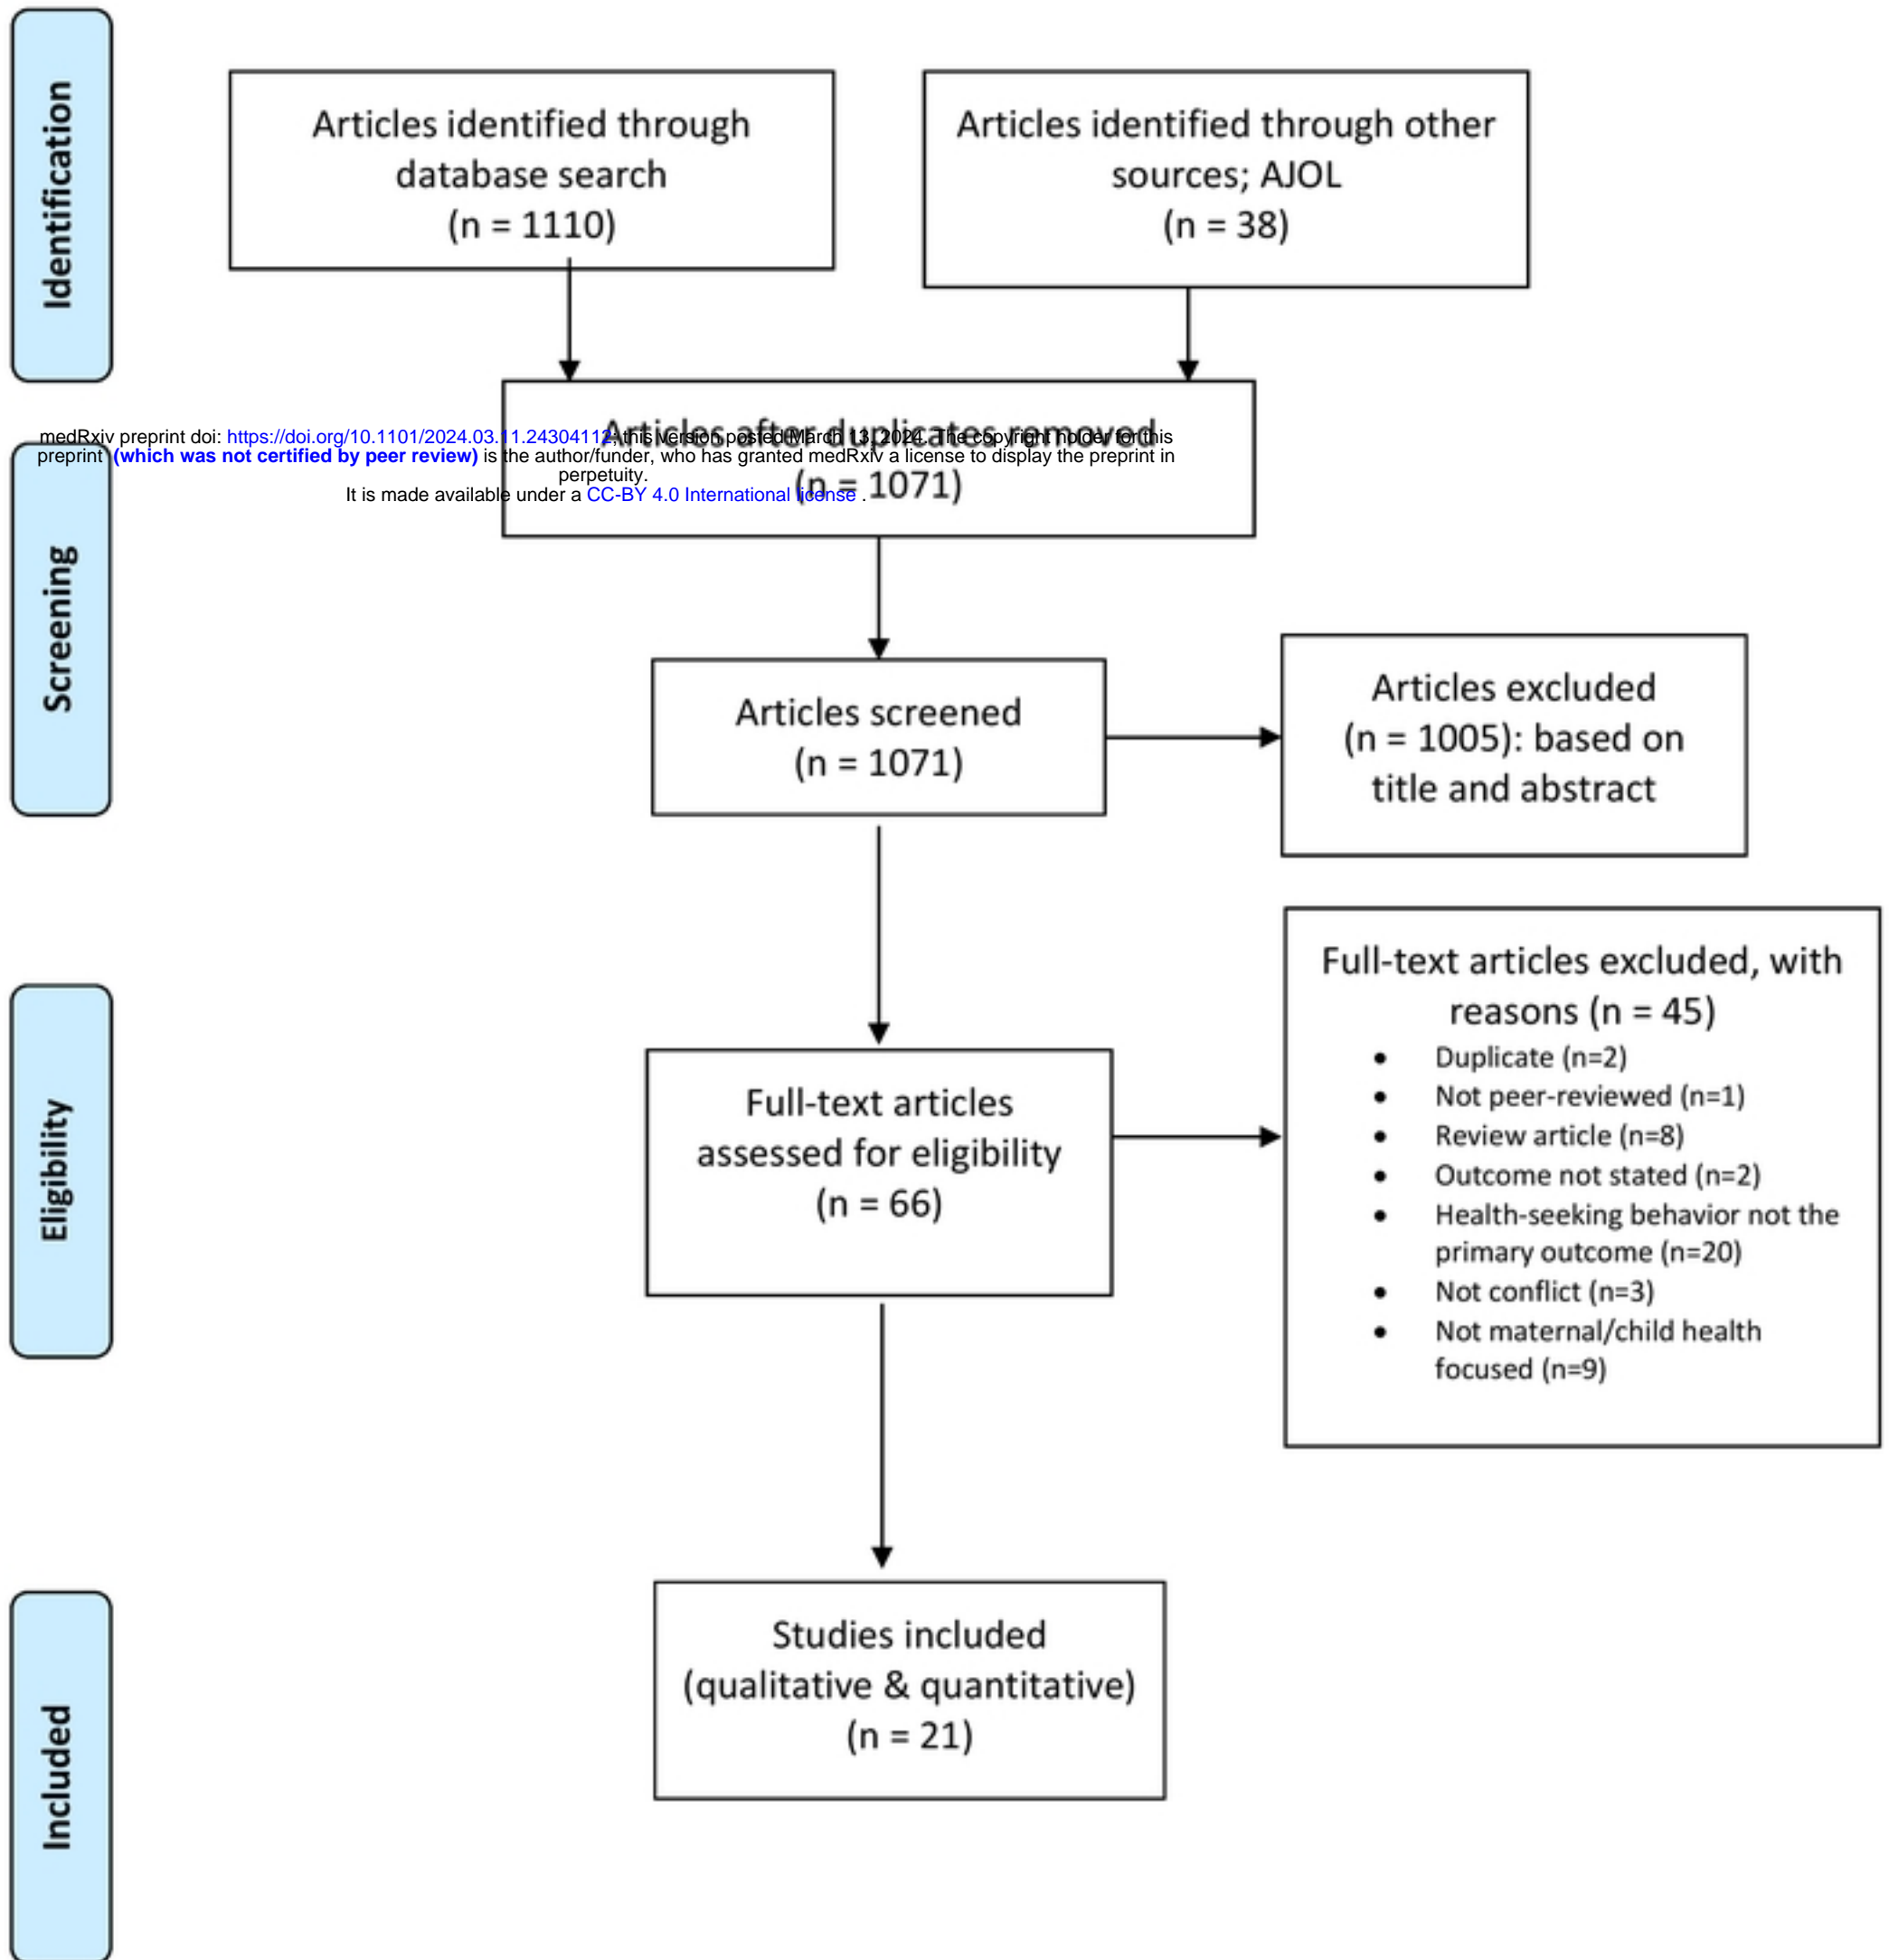 Identification
Articles identified through
database search
(n = 1110)
Articles identified through other
sources; AJOL
(n = 38)
Articles after duplicates removed
(n = 1071)
medRxiv preprint doi: https://doi.org/10.1101/2024.03.11.24304112; this version posted March 13, 2024. The copyright holder for this
preprint (which was not certified by peer review) is the author/funder, who has granted medRxiv a license to display the preprint in
perpetuity.
It is made available under a CC-BY 4.0 International license .
Screening
Articles screened
(n = 1071)
Articles excluded
(n = 1005): based on
title and abstract
Eligibility
Full-text articles
assessed for eligibility
(n = 66)
Full-text articles excluded, with
reasons (n = 45)
• Duplicate (n=2)
• Not peer-reviewed (n=1)
• Review article (n=8)
• Outcome not stated (n=2)
• Health-seeking behavior not the
primary outcome (n=20)
• Not conflict (n=3)
• Not maternal/child health
focused (n=9)
Included
Studies included
(qualitative & quantitative)
(n = 21)